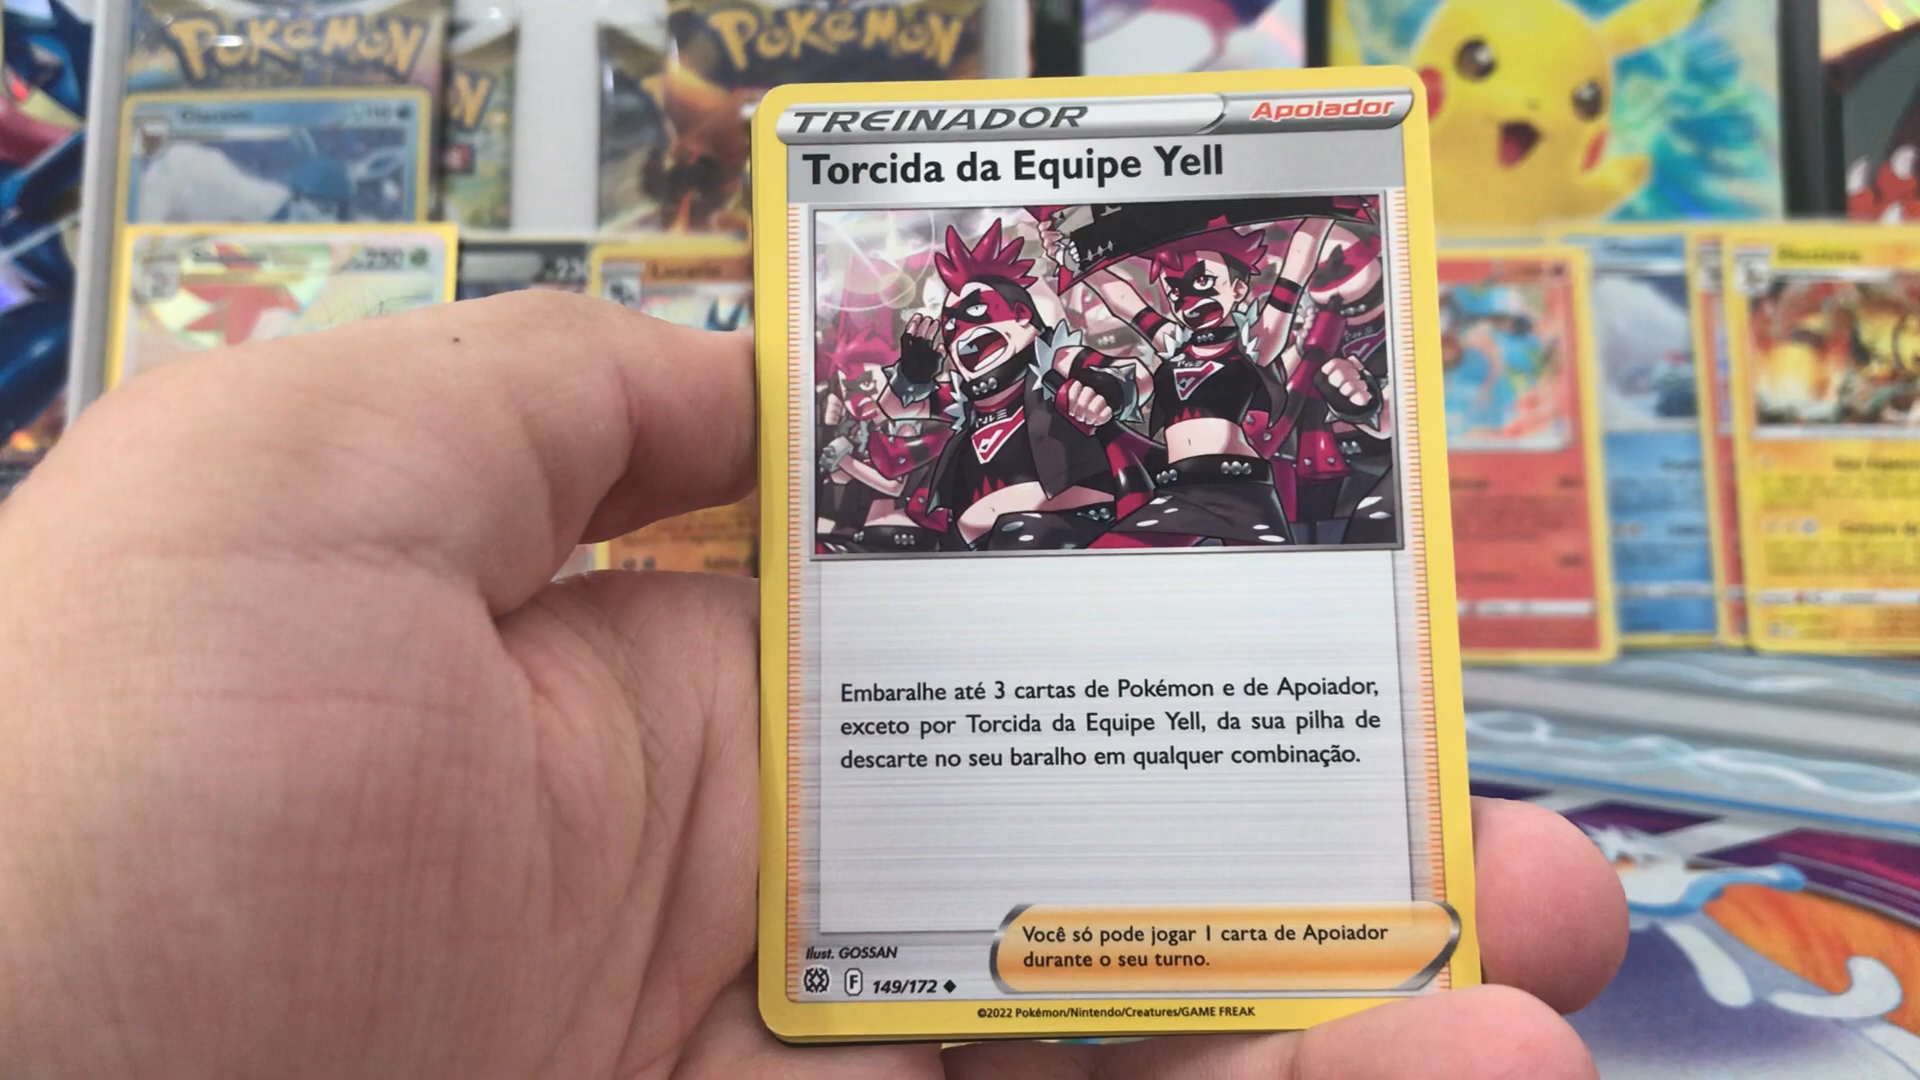 POKéMON
POKéMON
250
TREINADOR
Apoiador
Torcida da Equipe Yell
Embaralhe até 3 cartas de Pokémon e de Apoiador,
exceto por Torcida da Equipe Yell, da sua pilha de
descarte no seu baralho em qualquer combinação.
Você só pode jogar 1 carta de Apoiador
durante o seu turno.
Ilust. GOSSAN
F 149/172
©2022 Pokémon/Nintendo/Creatures/GAME FREAK